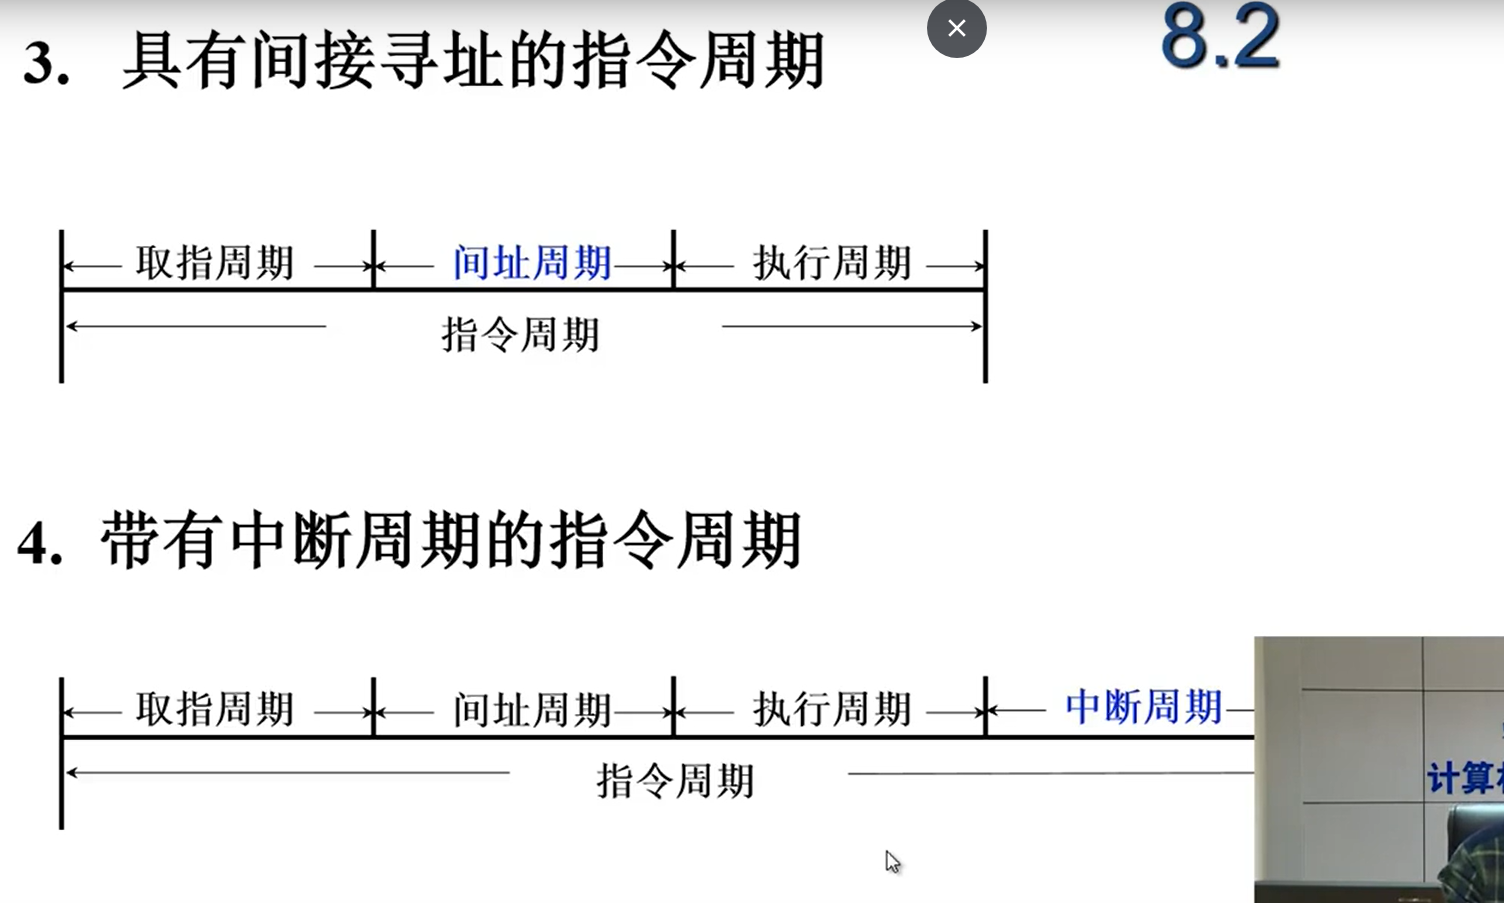 8.2
3. 具有间接寻址的指令周期
取指周期 间址周期 执行周期
指令周期
4. 带有中断周期的指令周期
取指周期 间址周期 执行周期 中断周期
指令周期
计算